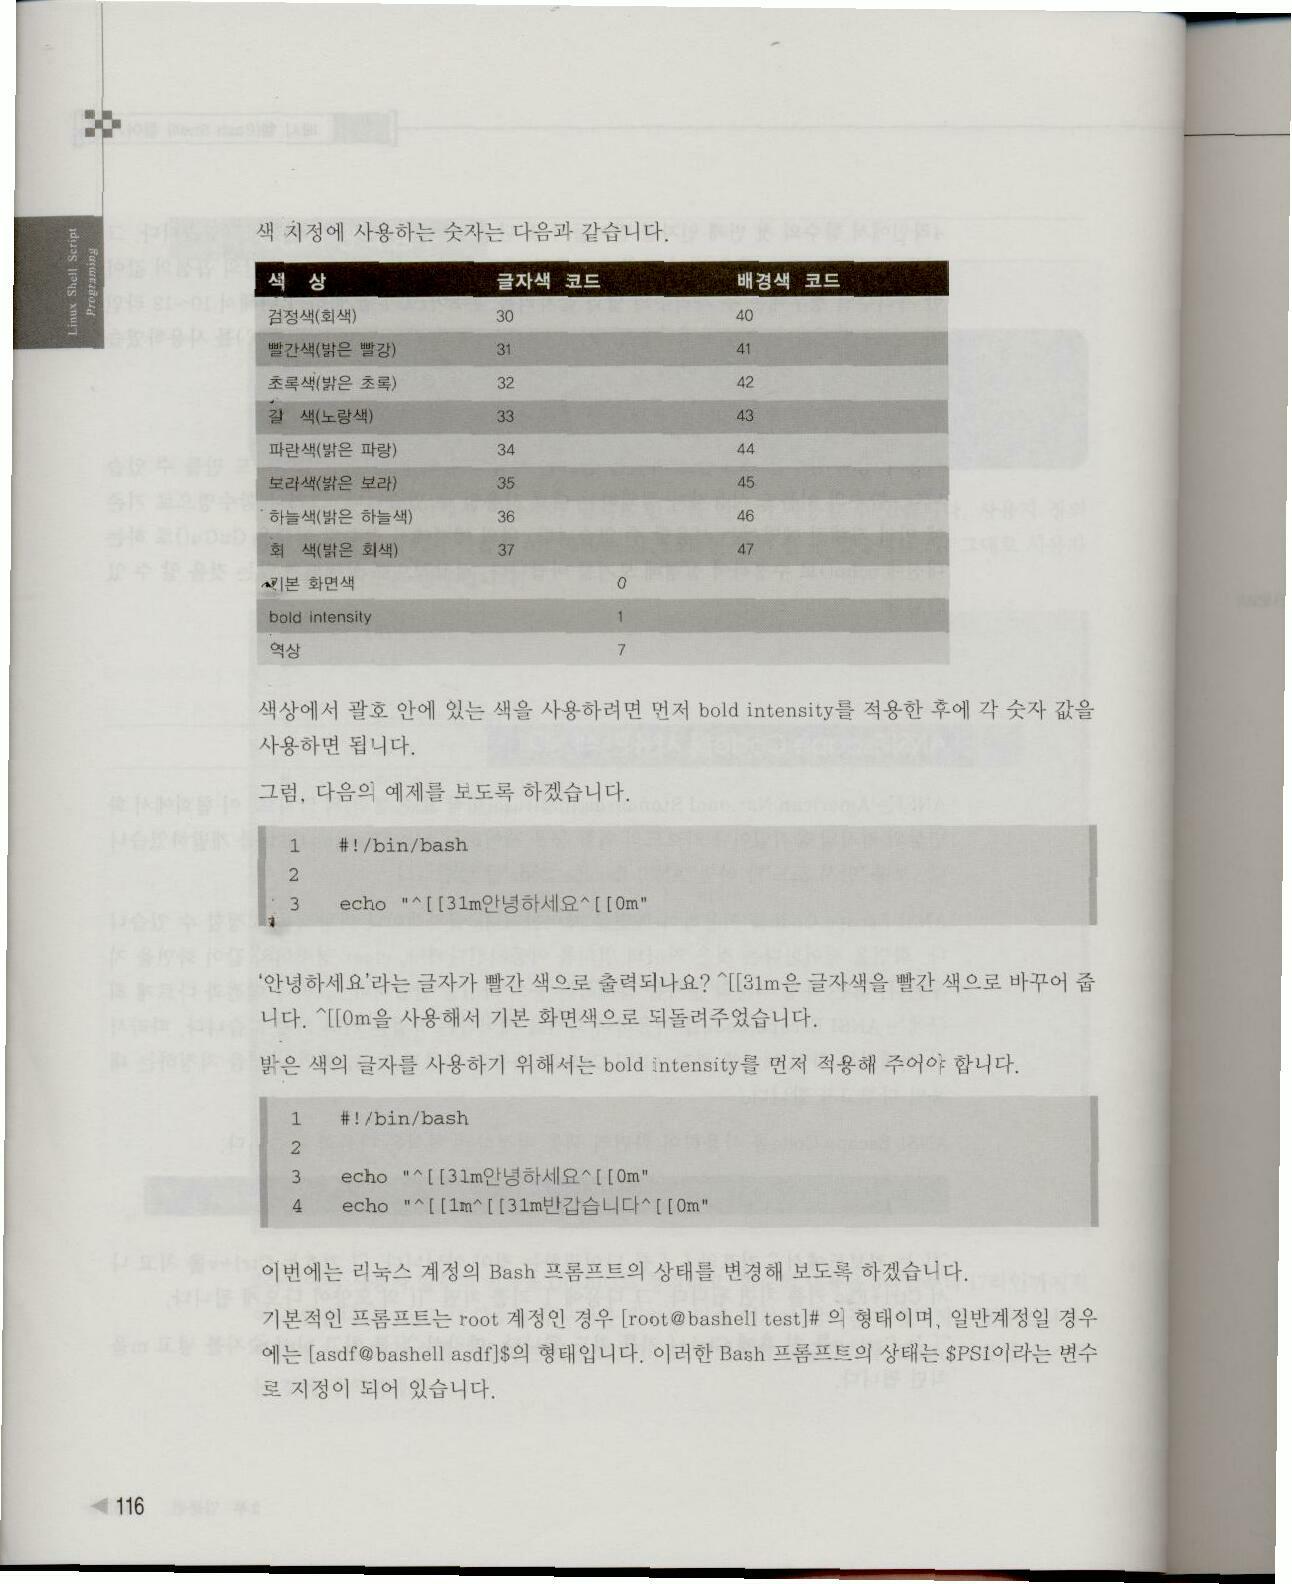 Linux Shell Script
Programing
색 지정에 사용하는 숫자는 다음과 같습니다.
색 상 글자색 코드 배경색 코드
검정색(회색) 30 40
빨간색(밝은 빨강) 31 41
초록색(밝은 초록) 32 42
갈 색(노랑색) 33 43
파란색(밝은 파랑) 34 44
보라색(밝은 보라) 35 45
하늘색(밝은 하늘색) 36 46
회 색(밝은 회색) 37 47
기본 화면색 0
bold intensity 1
역상 7
색상에서 괄호 안에 있는 색을 사용하려면 먼저 bold intensity를 적용한 후에 각 숫자 값을
사용하면 됩니다.
그럼, 다음의 예제를 보도록 하겠습니다.
1 #!/bin/bash
2
3 echo "^[[31m안녕하세요^[[0m"
'안녕하세요'라는 글자가 빨간 색으로 출력되나요? ^[[31m은 글자색을 빨간 색으로 바꾸어 줍
니다. ^[[0m을 사용해서 기본 화면색으로 되돌려주었습니다.
밝은 색의 글자를 사용하기 위해서는 bold intensity를 먼저 적용해 주어야 합니다.
1 #!/bin/bash
2
3 echo "^[[31m안녕하세요^[[0m"
4 echo "^[[1m^[[31m반갑습니다^[[0m"
이번에는 리눅스 계정의 Bash 프롬프트의 상태를 변경해 보도록 하겠습니다.
기본적인 프롬프트는 root 계정인 경우 [root@bashell test]# 의 형태이며, 일반계정일 경우
에는 [asdf@bashell asdf]$의 형태입니다. 이러한 Bash 프롬프트의 상태는 $PS1이라는 변수
로 지정이 되어 있습니다.
116